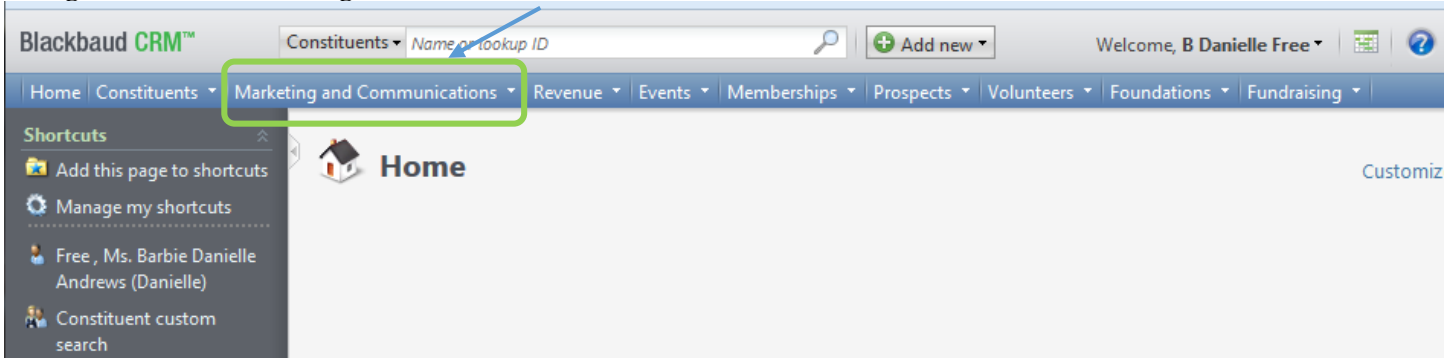 Blackbaud CRM™ Constituents Name or lookup ID Add new Welcome, B Danielle Free
Home Constituents Marketing and Communications Revenue Events Memberships Prospects Volunteers Foundations Fundraising
Shortcuts
Add this page to shortcuts
Manage my shortcuts
Free , Ms. Barbie Danielle
Andrews (Danielle)
Constituent custom
search
Home
Customiz